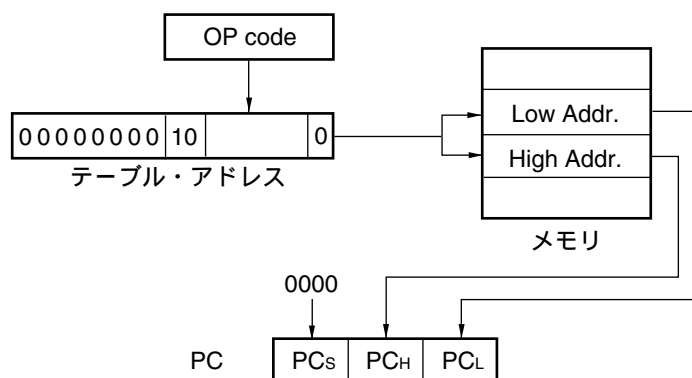 OP code
00000000 10 0
テーブル・アドレス
Low Addr.
High Addr.
メモリ
0000
PC PCS PCH PCL